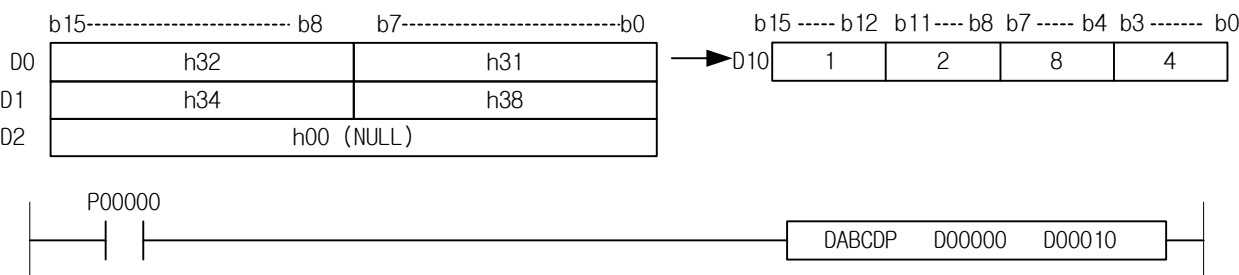 b15---------------------------- b8 b7------------------------------b0 b15 ----- b12 b11---- b8 b7 ----- b4 b3 ------- b0
D0 h32 h31 D10 1 2 8 4
D1 h34 h38
D2 h00 (NULL)
P00000
DABCDP D00000 D00010